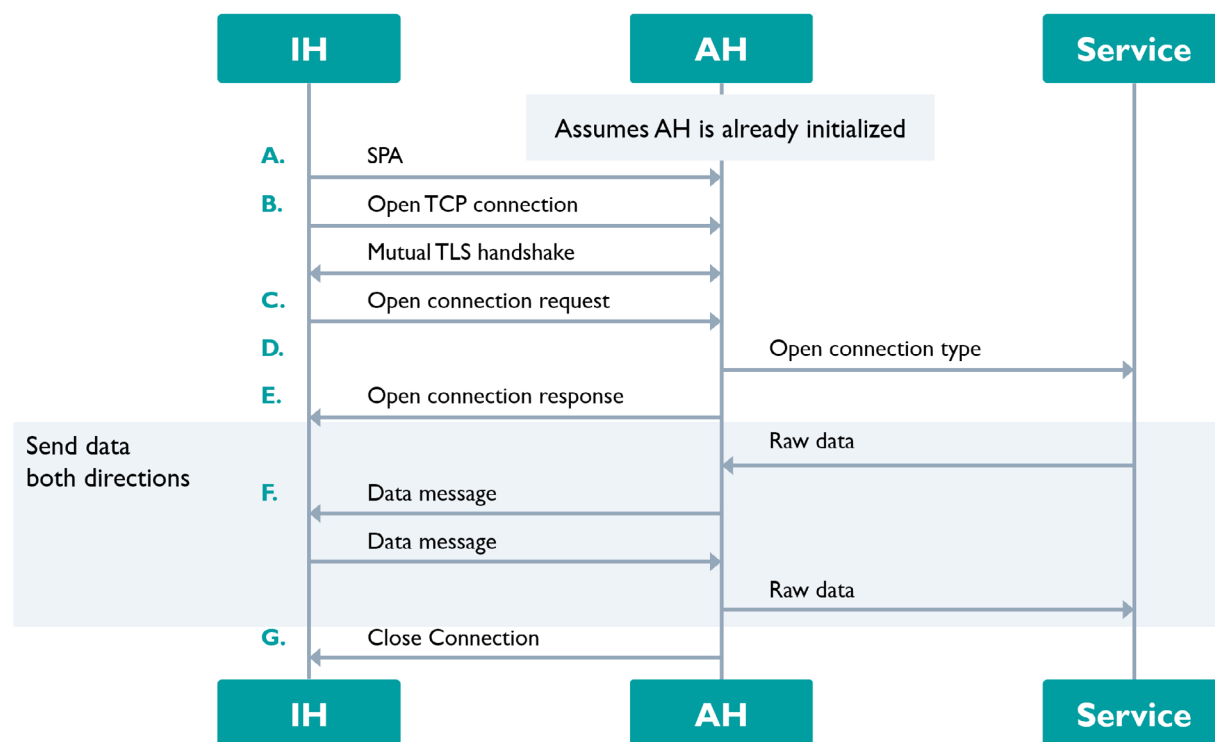 IH
AH
Service
Assumes AH is already initialized
A. SPA
B. Open TCP connection
Mutual TLS handshake
C. Open connection request
D. Open connection type
E. Open connection response
Send data
both directions
Raw data
F. Data message
Data message
Raw data
G. Close Connection
IH
AH
Service